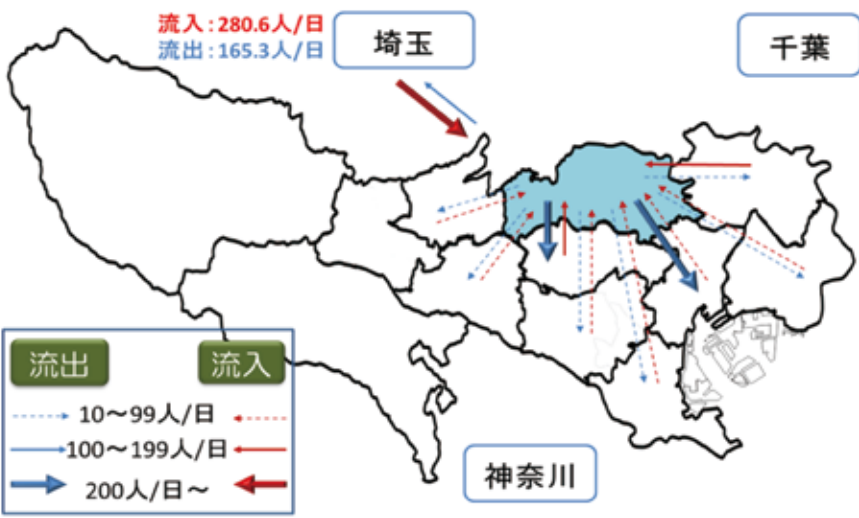 流入:280.6人/日
流出:165.3人/日
埼玉
千葉
流出
流入
10～99人/日
100～199人/日
200人/日～
神奈川